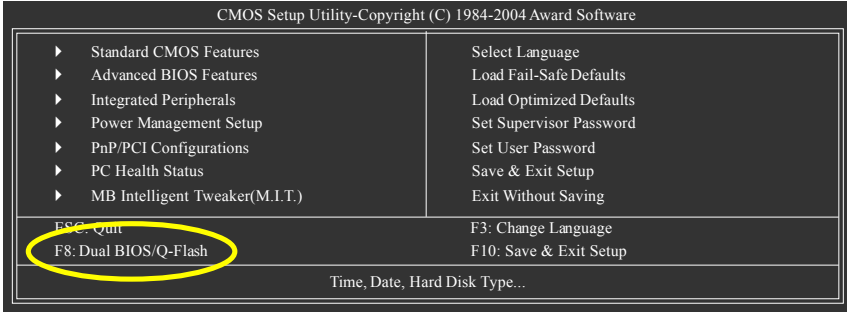 CMOS Setup Utility-Copyright (C) 1984-2004 Award Software
Standard CMOS Features
Advanced BIOS Features
Integrated Peripherals
Power Management Setup
PnP/PCI Configurations
PC Health Status
MB Intelligent Tweaker(M.I.T.)
Select Language
Load Fail-Safe Defaults
Load Optimized Defaults
Set Supervisor Password
Set User Password
Save & Exit Setup
Exit Without Saving
ESC: Quit
F8: Dual BIOS/Q-Flash
F3: Change Language
F10: Save & Exit Setup
Time, Date, Hard Disk Type...